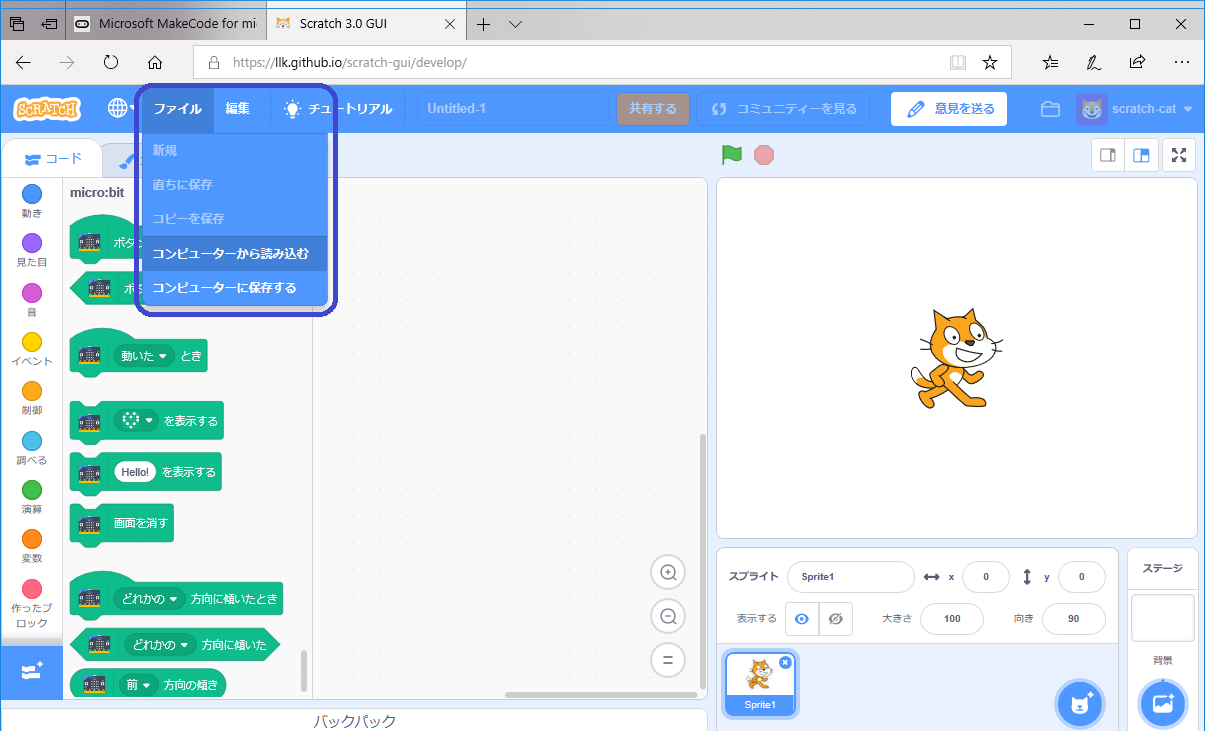 Microsoft MakeCode for mi
Scratch 3.0 GUI
https://llk.github.io/scratch-gui/develop/
SCRATCH
ファイル
編集
チュートリアル
Untitled-1
共有する
コミュニティーを見る
意見を送る
scratch-cat
新規
直ちに保存
コピーを保存
コンピューターから読み込む
コンピューターに保存する
コード
動き
見た目
音
イベント
制御
調べる
演算
変数
作ったブ
ロック
micro:bit
ボタン
動いた とき
を表示する
Hello! を表示する
画面を消す
どれかの 方向に傾いたとき
どれかの 方向に傾いた
前 方向の傾き
バックパック
スプライト Sprite1 x 0 y 0
表示する 大きさ 100 向き 90
Sprite1
ステージ
背景